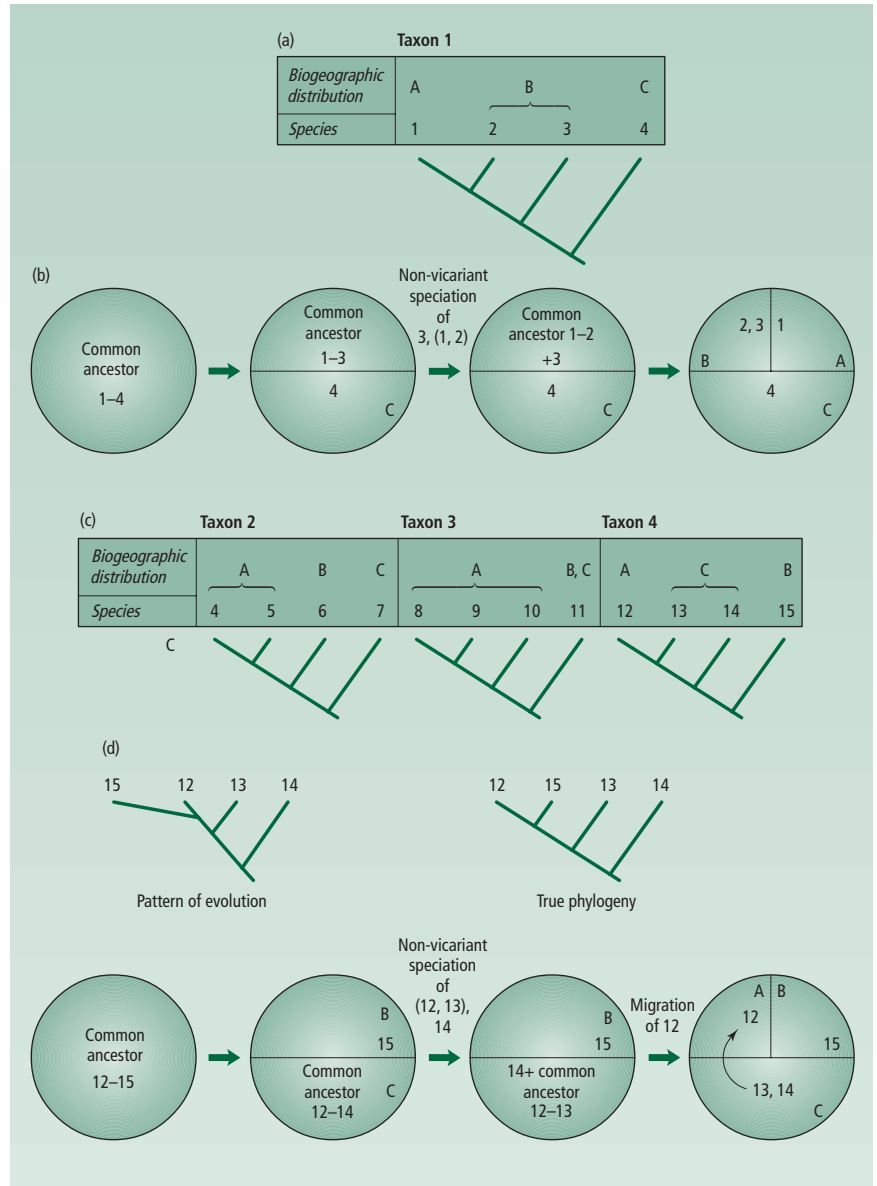 (a) Taxon 1
Biogeographic
distribution
A B C
Species 1 2 3 4
(b)
Common
ancestor
1–4
Common
ancestor
1–3
4
C
Non-vicariant
speciation
of
3, (1, 2)
Common
ancestor 1–2
+3
4
C
2, 3 1
B A
4
C
(c) Taxon 2 Taxon 3 Taxon 4
Biogeographic
distribution
A B C A B, C A C B
Species 4 5 6 7 8 9 10 11 12 13 14 15
C
(d)
15 12 13 14
Pattern of evolution
12 15 13 14
True phylogeny
Common
ancestor
12–15
B
15
Common
ancestor
12–14
C
Non-vicariant
speciation
of
(12, 13),
14
B
15
14+ common
ancestor
12–13
Migration
of 12
A B
12
15
13, 14
C